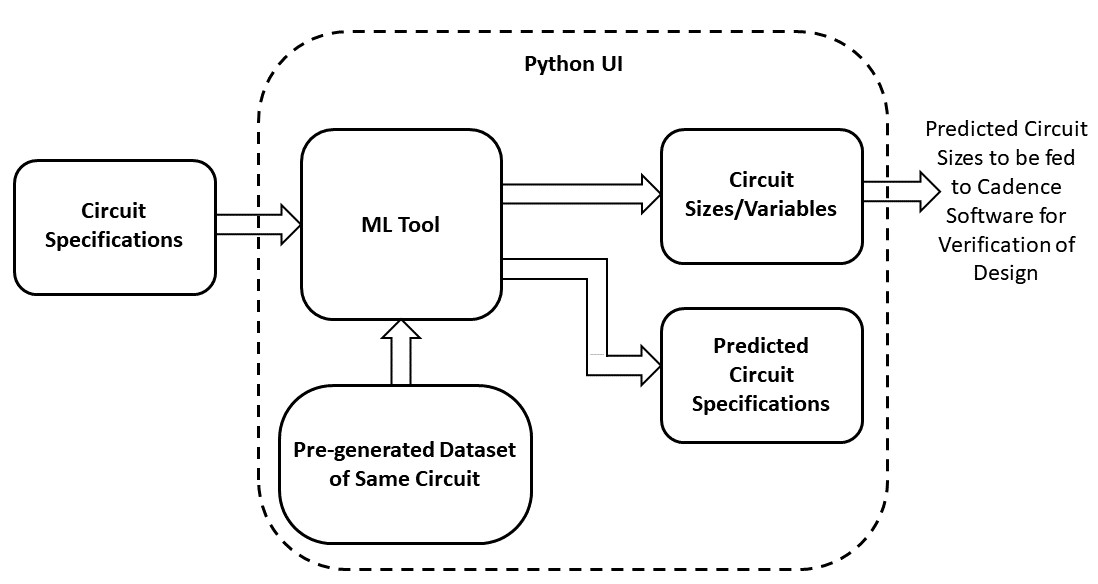 Python UI
Circuit
Specifications
ML Tool
Circuit
Sizes/Variables
Predicted Circuit
Sizes to be fed
to Cadence
Software for
Verification of
Design
Predicted
Circuit
Specifications
Pre-generated Dataset
of Same Circuit